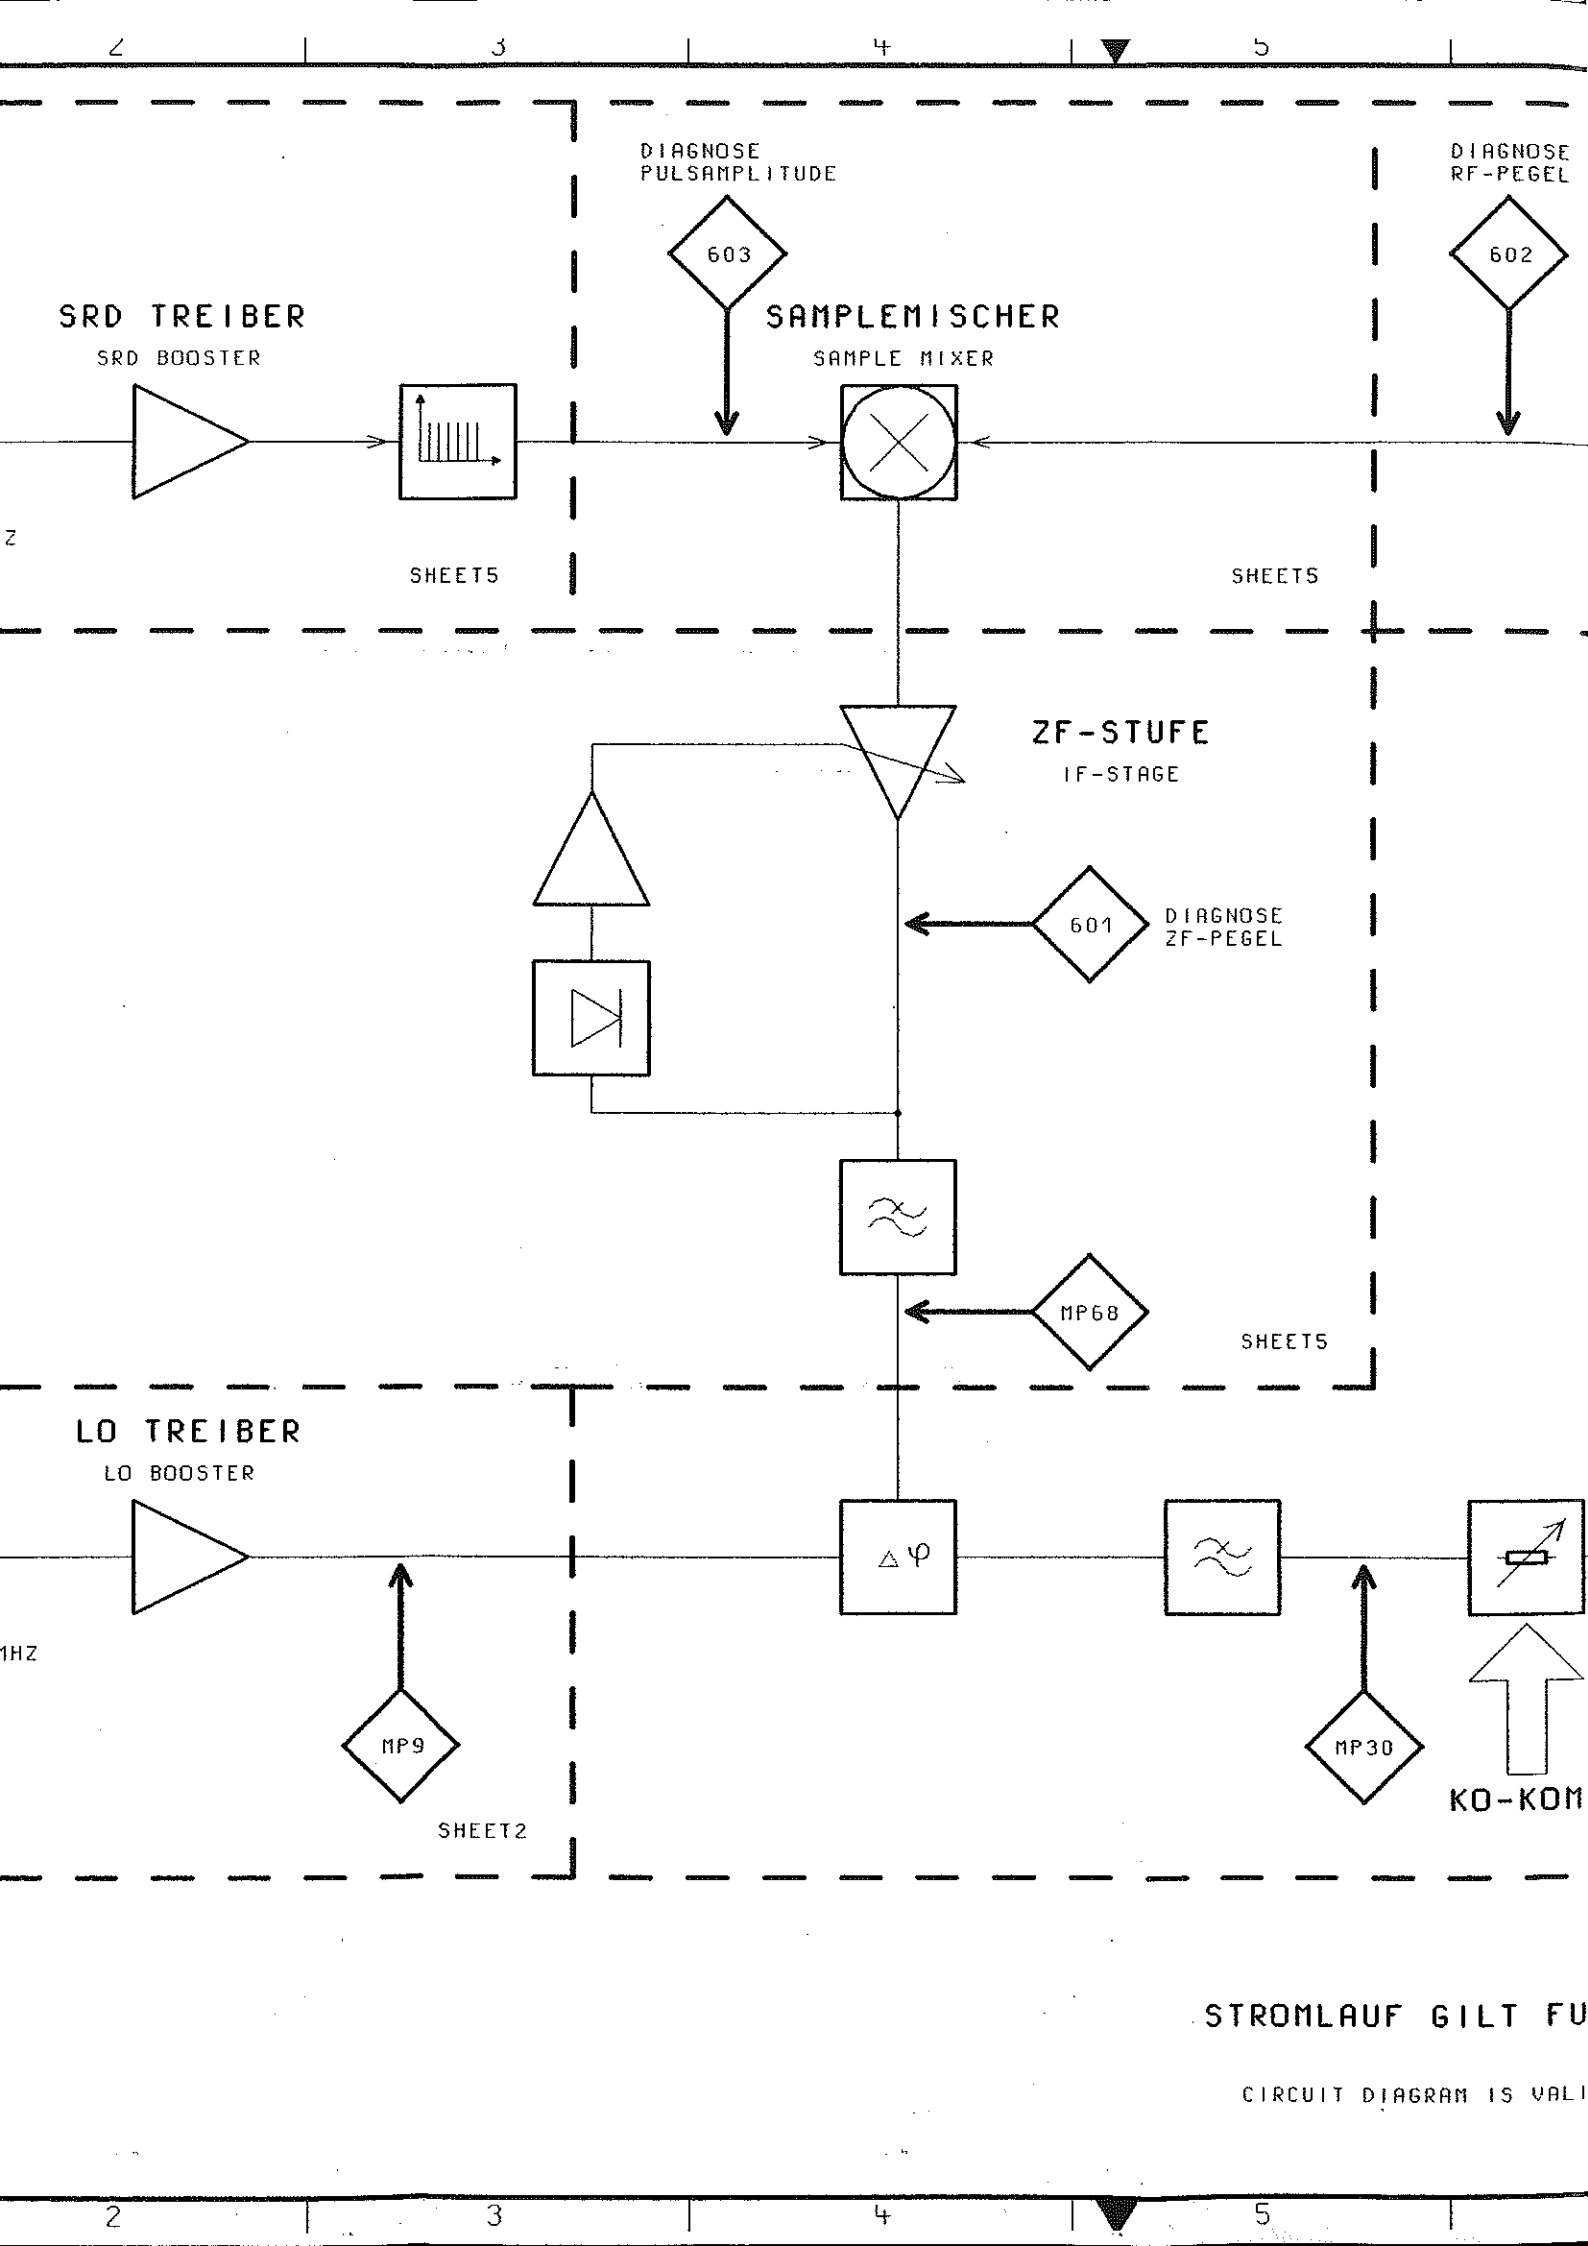 2 3 4 5
DIAGNOSE
PULSAMPLITUDE
DIAGNOSE
RF-PEGEL
603
602
SRD TREIBER
SRD BOOSTER
SAMPLEMISCHER
SAMPLE MIXER
Z
SHEET5
SHEET5
ZF-STUFE
IF-STAGE
601
DIAGNOSE
ZF-PEGEL
MP68
SHEET5
LO TREIBER
LO BOOSTER
Δφ
MHZ
MP9
MP30
KO-KOM
SHEET2
STROMLAUF GILT FU
CIRCUIT DIAGRAM IS VALI
2 3 4 5